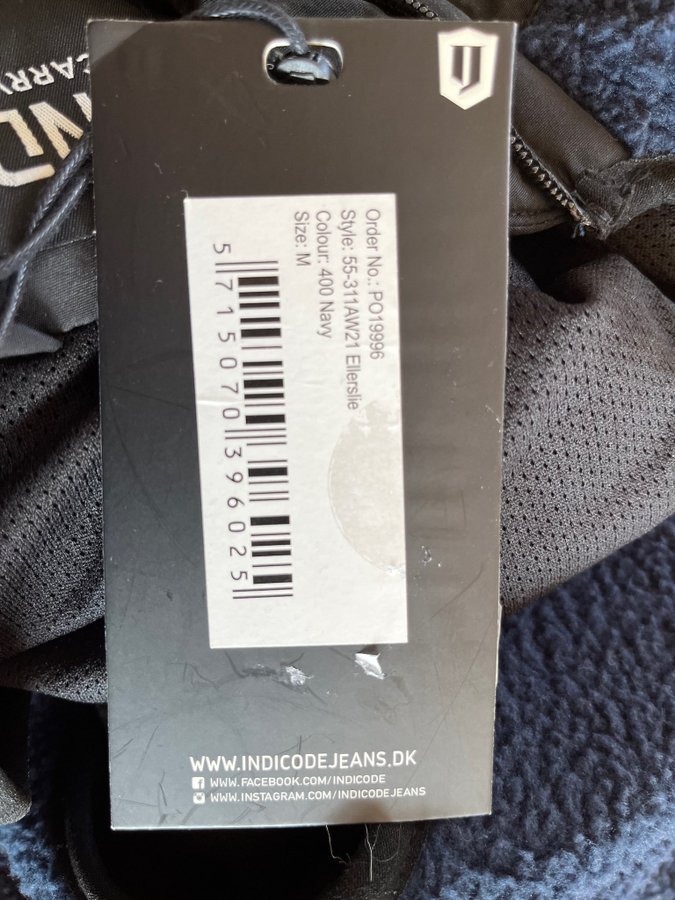 Order No.: PO19996
Style: 55-311AW21 Ellerslie
Colour: 400 Navy
Size: M
5 715070 396025
WWW.INDICODEJEANS.DK
WWW.FACEBOOK.COM/INDICODE
WWW.INSTAGRAM.COM/INDICODEJEANS